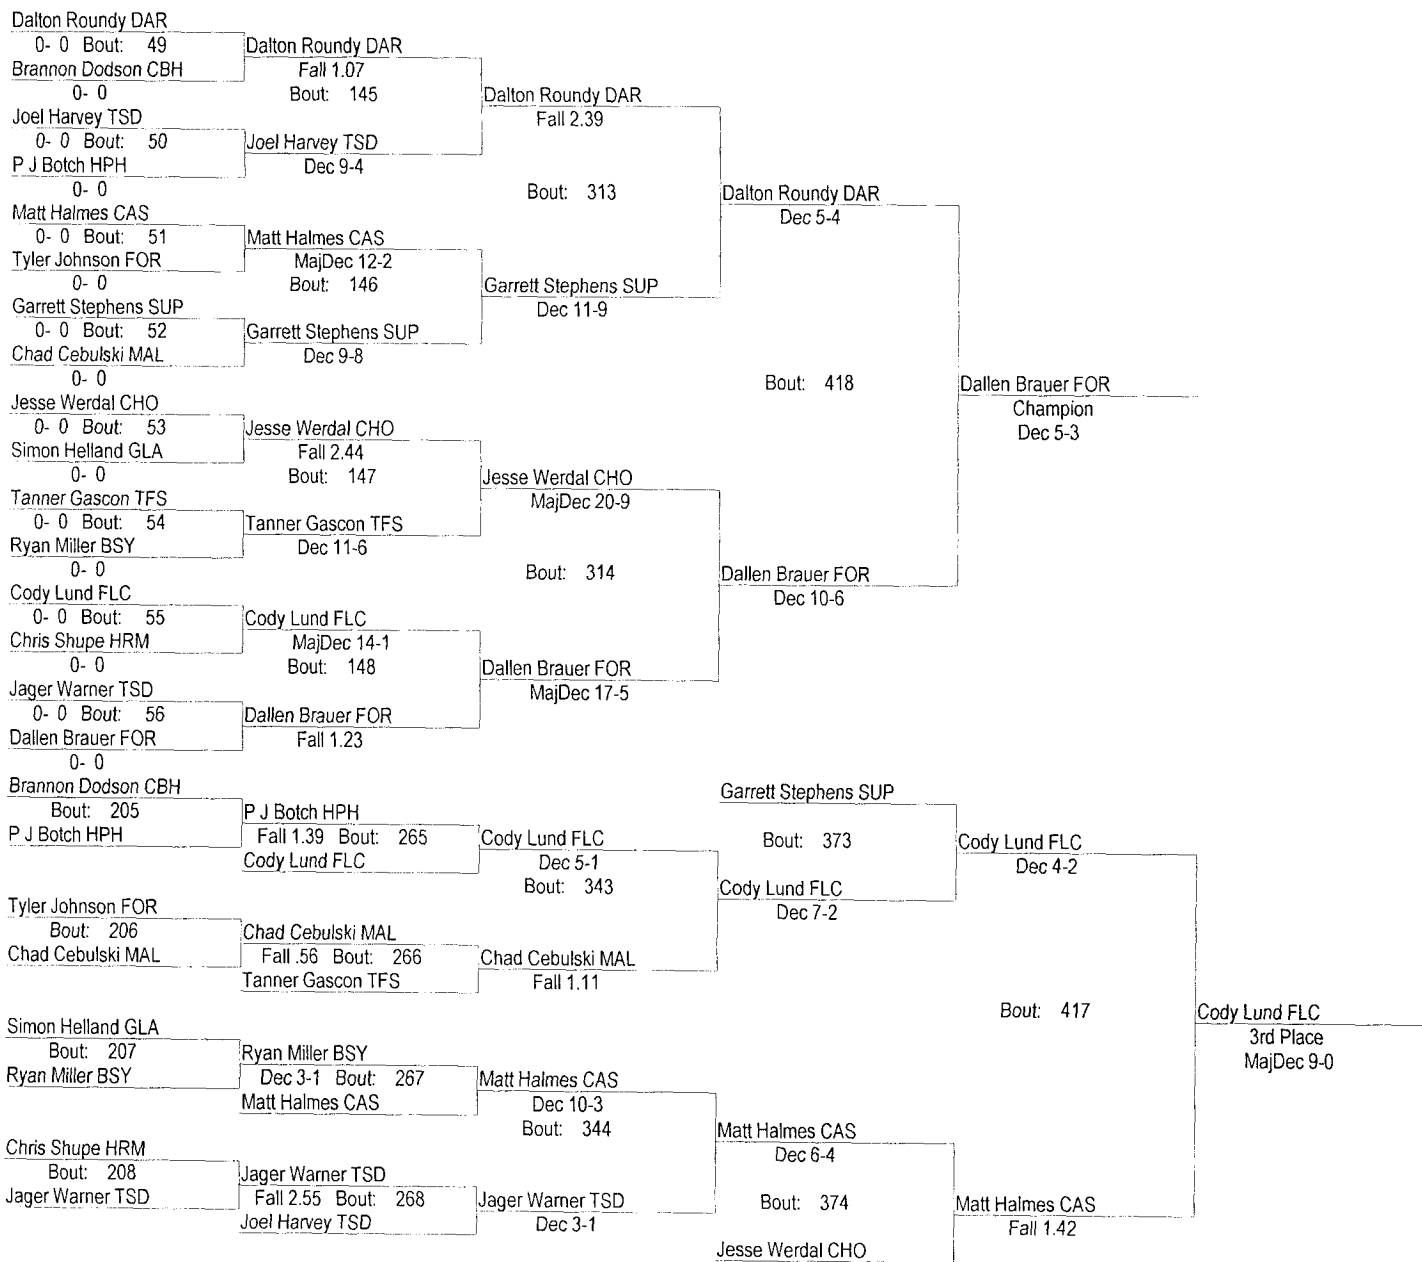 Dalton Roundy DAR
0- 0 Bout: 49
Brannon Dodson CBH
0- 0
Joel Harvey TSD
0- 0 Bout: 50
P J Botch HPH
0- 0
Matt Halmes CAS
0- 0 Bout: 51
Tyler Johnson FOR
0- 0
Garrett Stephens SUP
0- 0 Bout: 52
Chad Cebulski MAL
0- 0
Jesse Werdal CHO
0- 0 Bout: 53
Simon Helland GLA
0- 0
Tanner Gascon TFS
0- 0 Bout: 54
Ryan Miller BSY
0- 0
Cody Lund FLC
0- 0 Bout: 55
Chris Shupe HRM
0- 0
Jager Warner TSD
0- 0 Bout: 56
Dallen Brauer FOR
0- 0
Dalton Roundy DAR
Fall 1.07
Bout: 145
Joel Harvey TSD
Dec 9-4
Matt Halmes CAS
MajDec 12-2
Bout: 146
Garrett Stephens SUP
Dec 9-8
Jesse Werdal CHO
Fall 2.44
Bout: 147
Tanner Gascon TFS
Dec 11-6
Cody Lund FLC
MajDec 14-1
Bout: 148
Dallen Brauer FOR
Fall 1.23
Dalton Roundy DAR
Fall 2.39
Bout: 313
Garrett Stephens SUP
Dec 11-9
Jesse Werdal CHO
MajDec 20-9
Bout: 314
Dallen Brauer FOR
MajDec 17-5
Dalton Roundy DAR
Dec 5-4
Bout: 418
Dallen Brauer FOR
Dec 10-6
Dallen Brauer FOR
Champion
Dec 5-3
Brannon Dodson CBH
Bout: 205
P J Botch HPH
Tyler Johnson FOR
Bout: 206
Chad Cebulski MAL
Simon Helland GLA
Bout: 207
Ryan Miller BSY
Chris Shupe HRM
Bout: 208
Jager Warner TSD
P J Botch HPH
Fall 1.39 Bout: 265
Cody Lund FLC
Chad Cebulski MAL
Fall .56 Bout: 266
Tanner Gascon TFS
Ryan Miller BSY
Dec 3-1 Bout: 267
Matt Halmes CAS
Jager Warner TSD
Fall 2.55 Bout: 268
Joel Harvey TSD
Cody Lund FLC
Dec 5-1
Bout: 343
Chad Cebulski MAL
Fall 1.11
Matt Halmes CAS
Dec 10-3
Bout: 344
Jager Warner TSD
Dec 3-1
Garrett Stephens SUP
Bout: 373
Cody Lund FLC
Dec 7-2
Matt Halmes CAS
Dec 6-4
Bout: 374
Jesse Werdal CHO
Cody Lund FLC
Dec 4-2
Bout: 417
Matt Halmes CAS
Fall 1.42
Cody Lund FLC
3rd Place
MajDec 9-0